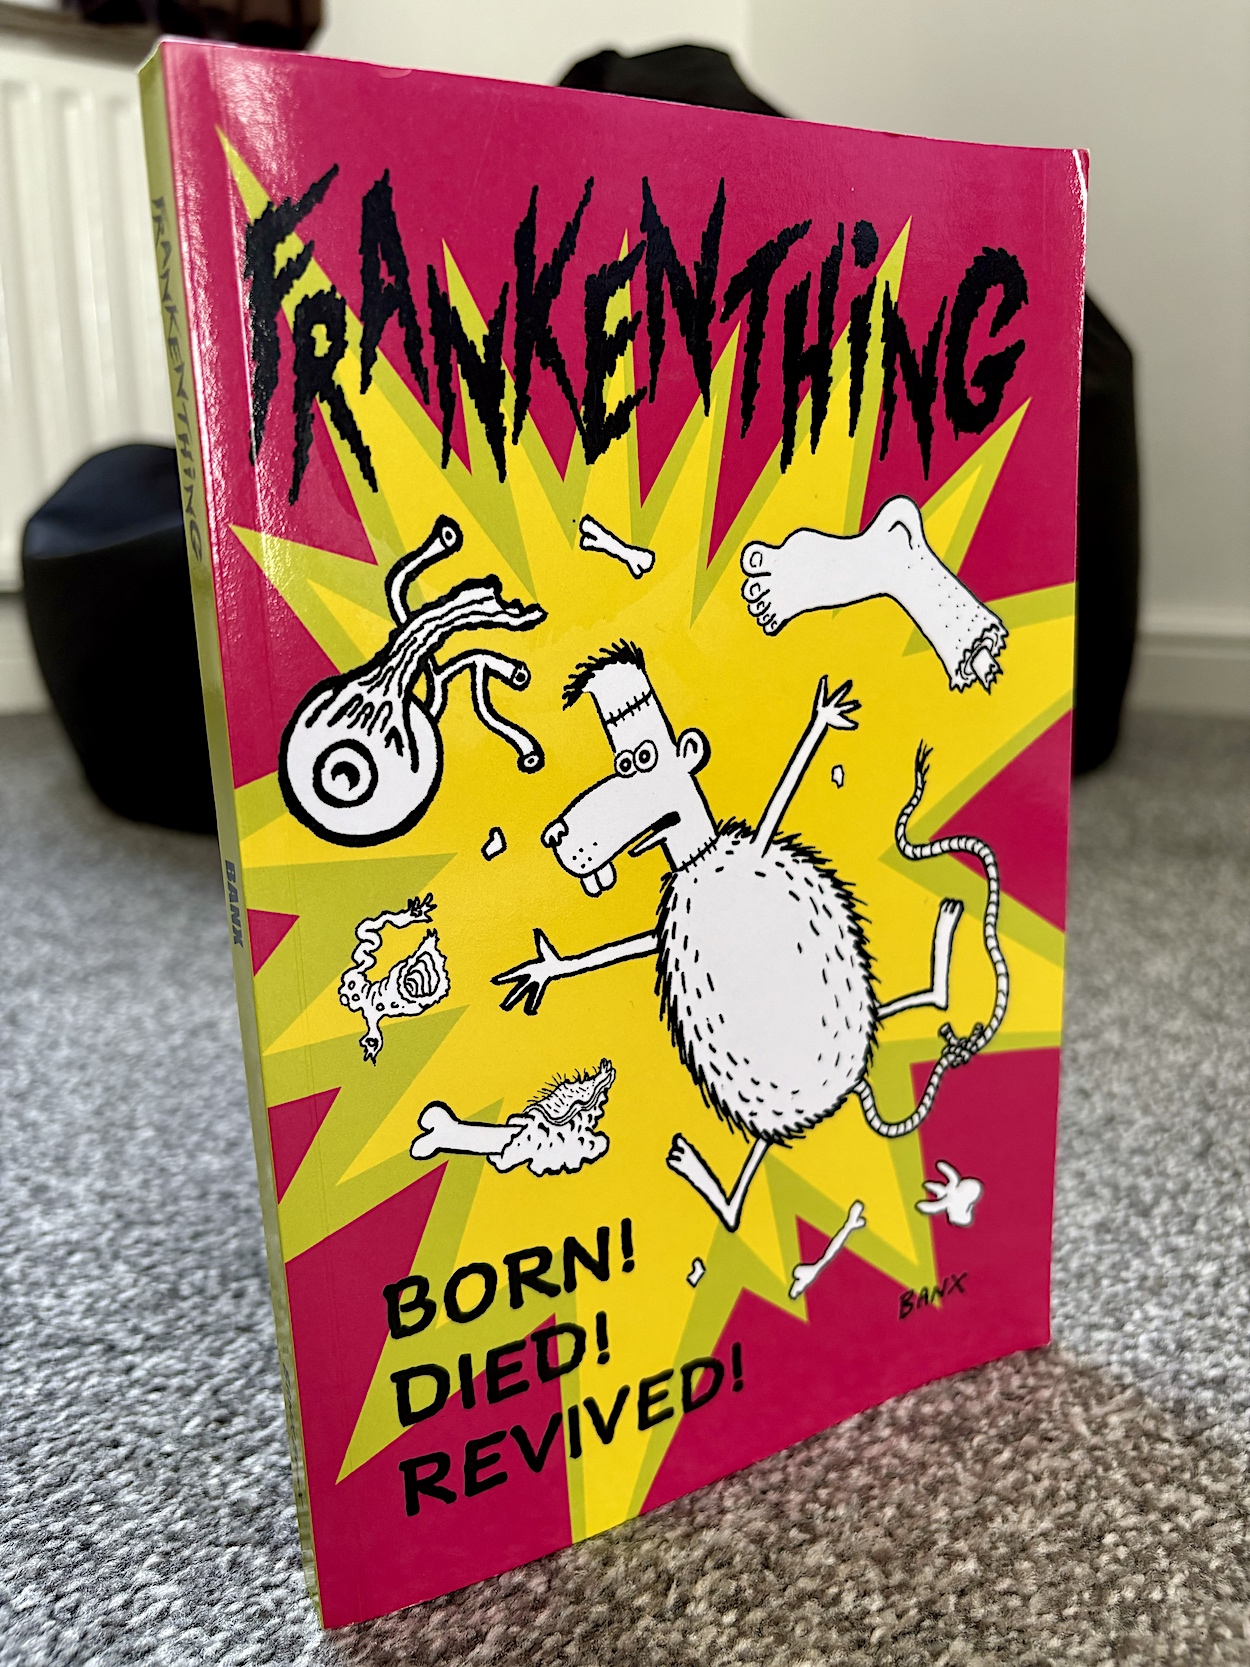 FRANKENTHiNG
BORN!
DIED!
REVIVED!
BANX
FRANKENTHiNG
BANX